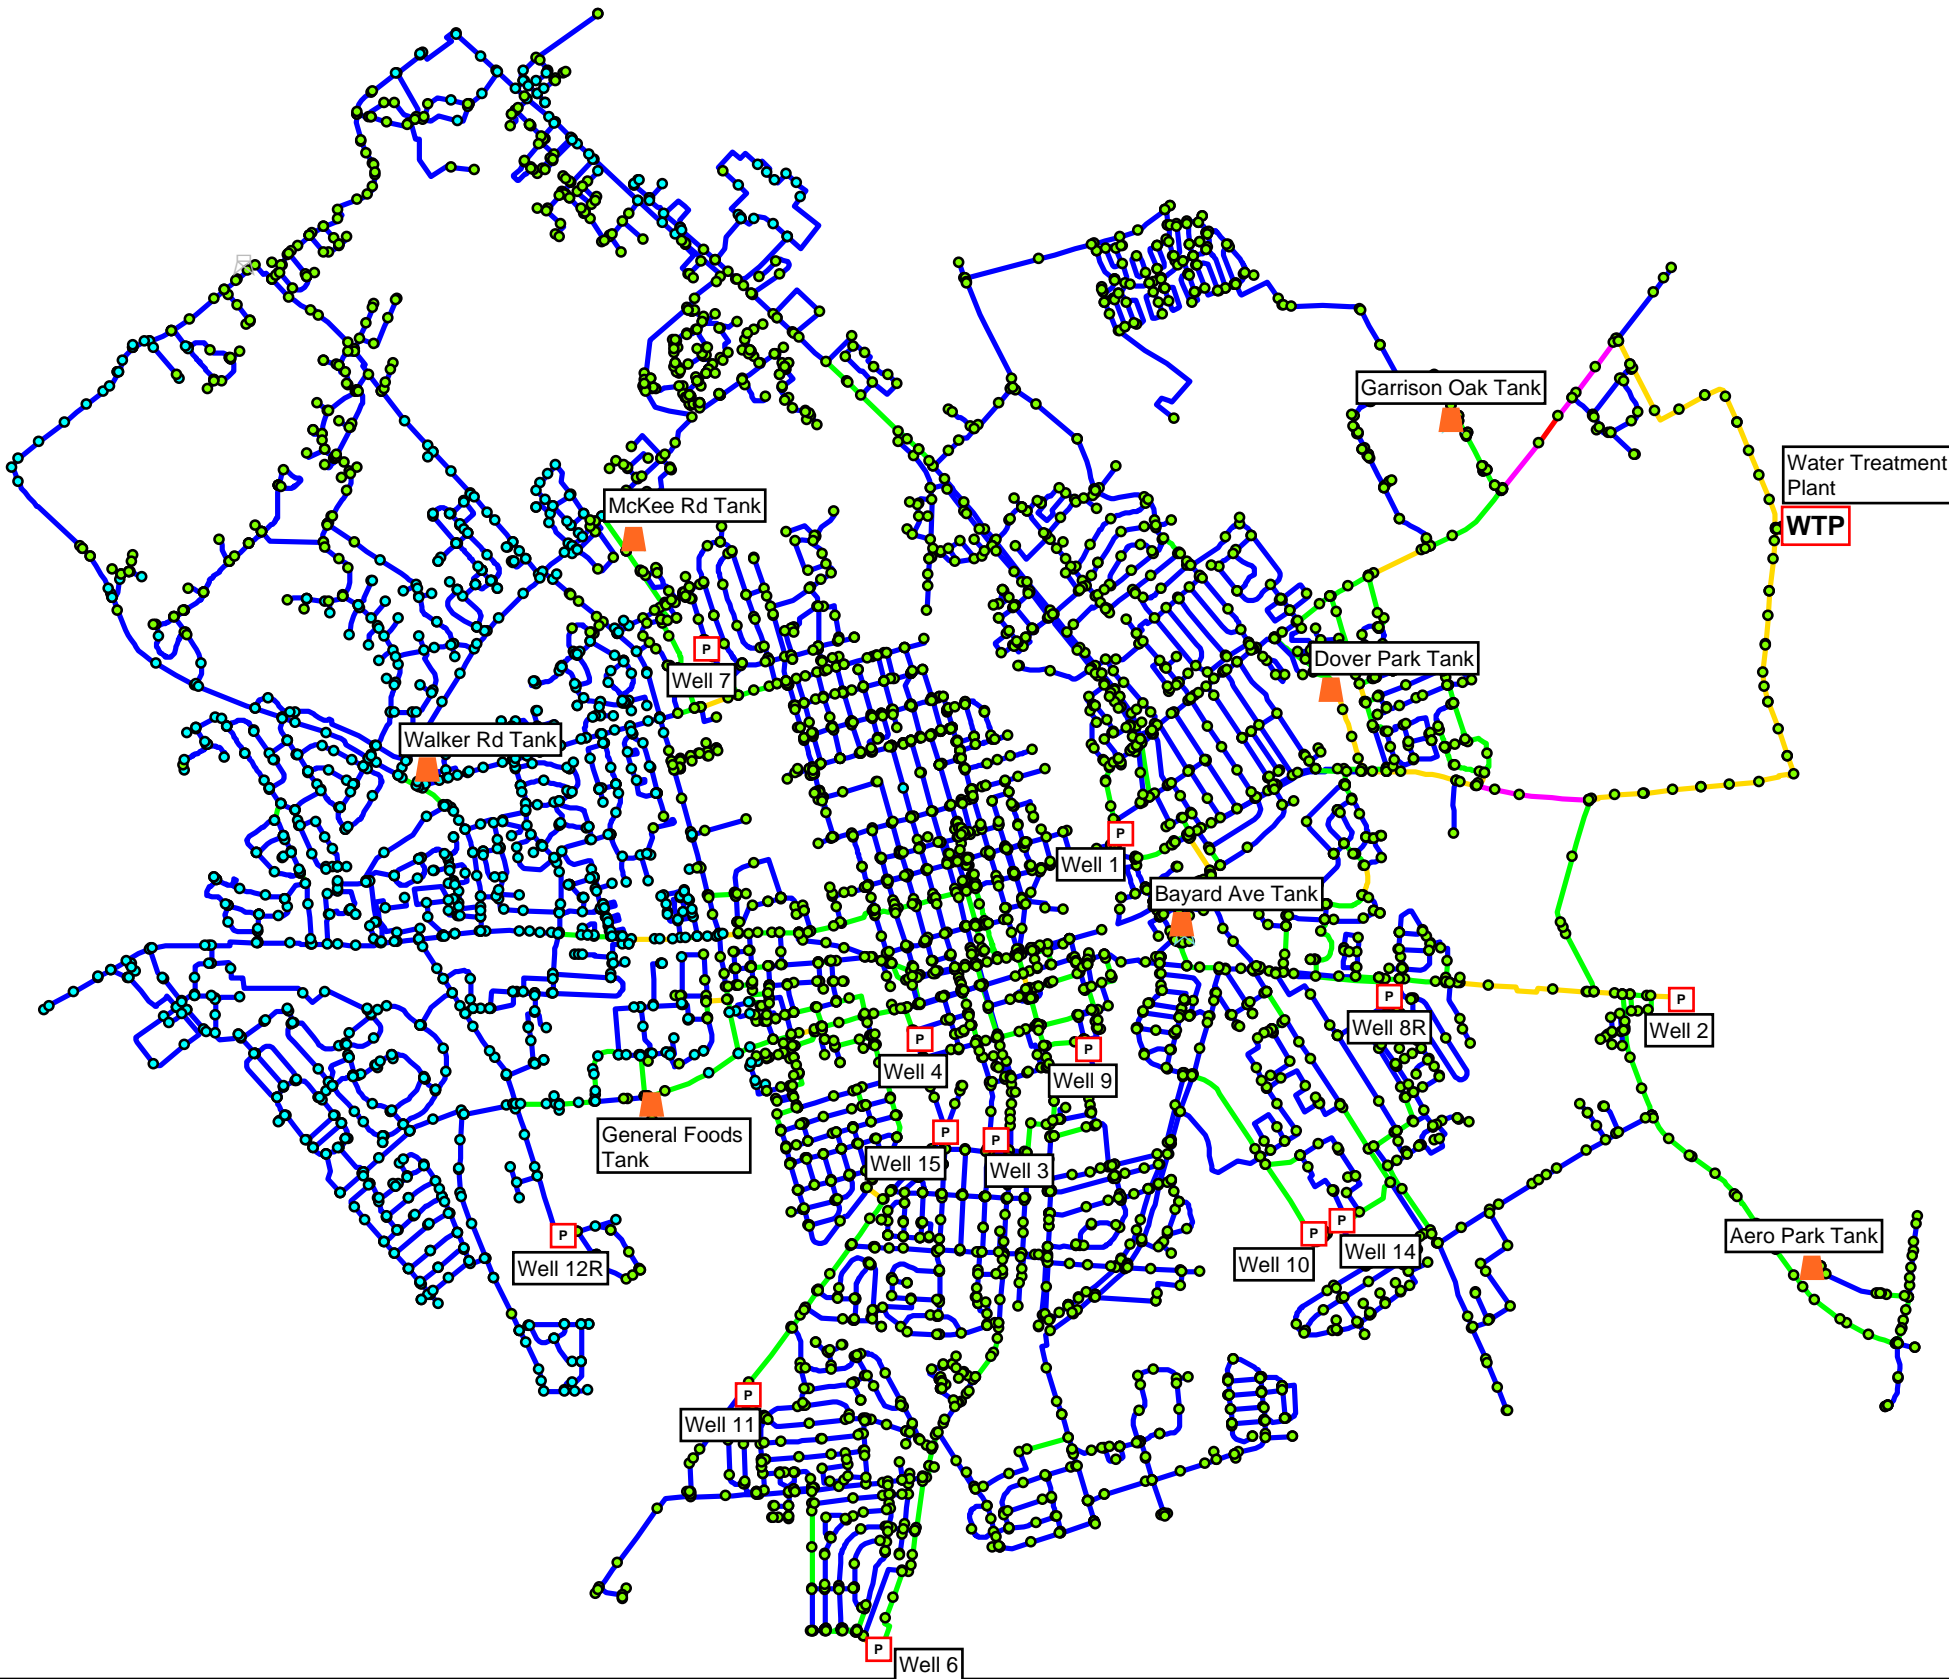 Garrison Oak Tank
Water Treatment
Plant
WTP
McKee Rd Tank
P
Well 7
Dover Park Tank
Walker Rd Tank
P
Well 1
Bayard Ave Tank
P
Well 8R
P
Well 2
P
Well 4
P
Well 9
General Foods
Tank
P
Well 15
P
Well 3
P
Well 12R
P
Well 10
P
Well 14
Aero Park Tank
P
Well 11
P
Well 6